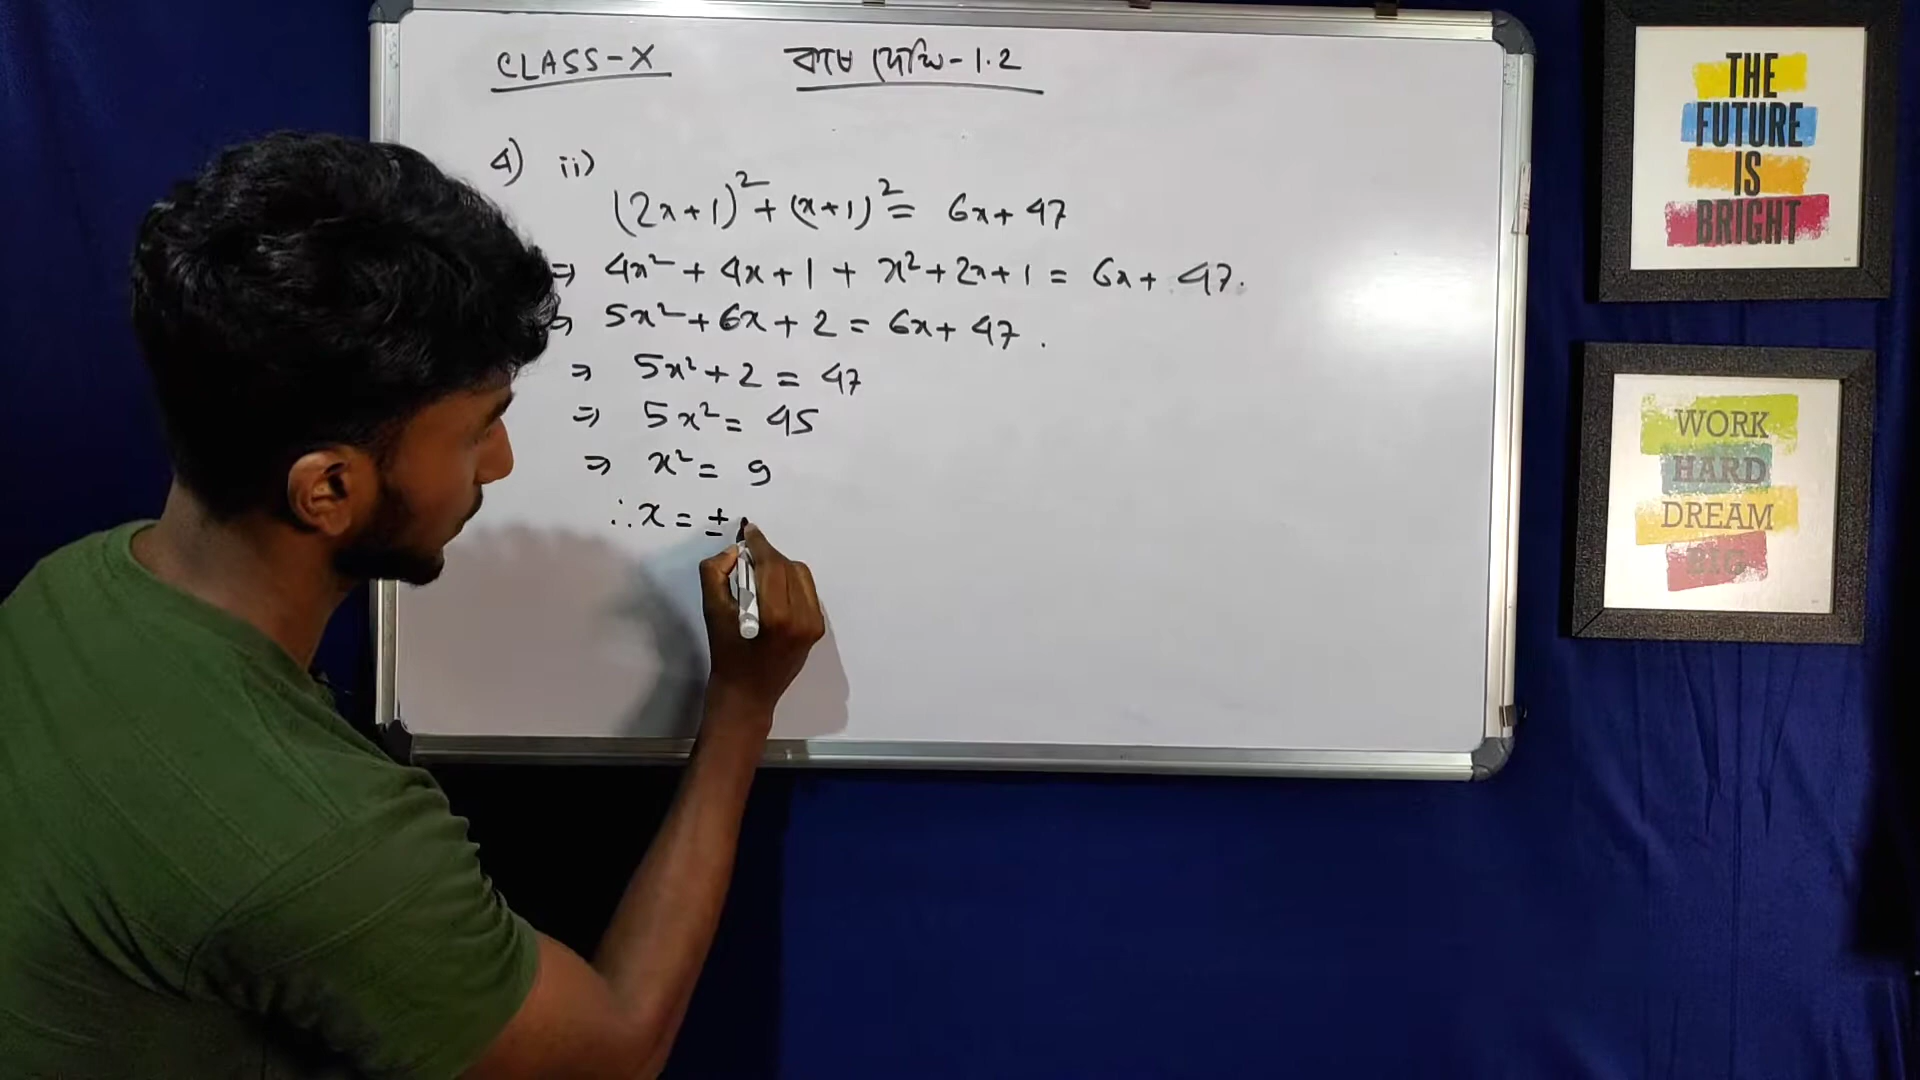 CLASS-X কষে দেখি-1.2
4) ii)
(2x+1)² + (x+1)² = 6x+47
⇒ 4x² + 4x+1 + x²+2x+1 = 6x+ 47.
⇒ 5x²+6x+2 = 6x+47.
⇒ 5x²+2 = 47
⇒ 5x² = 45
⇒ x² = 9
∴ x = ±
THE
FUTURE
IS
BRIGHT
WORK
HARD
DREAM
BIG